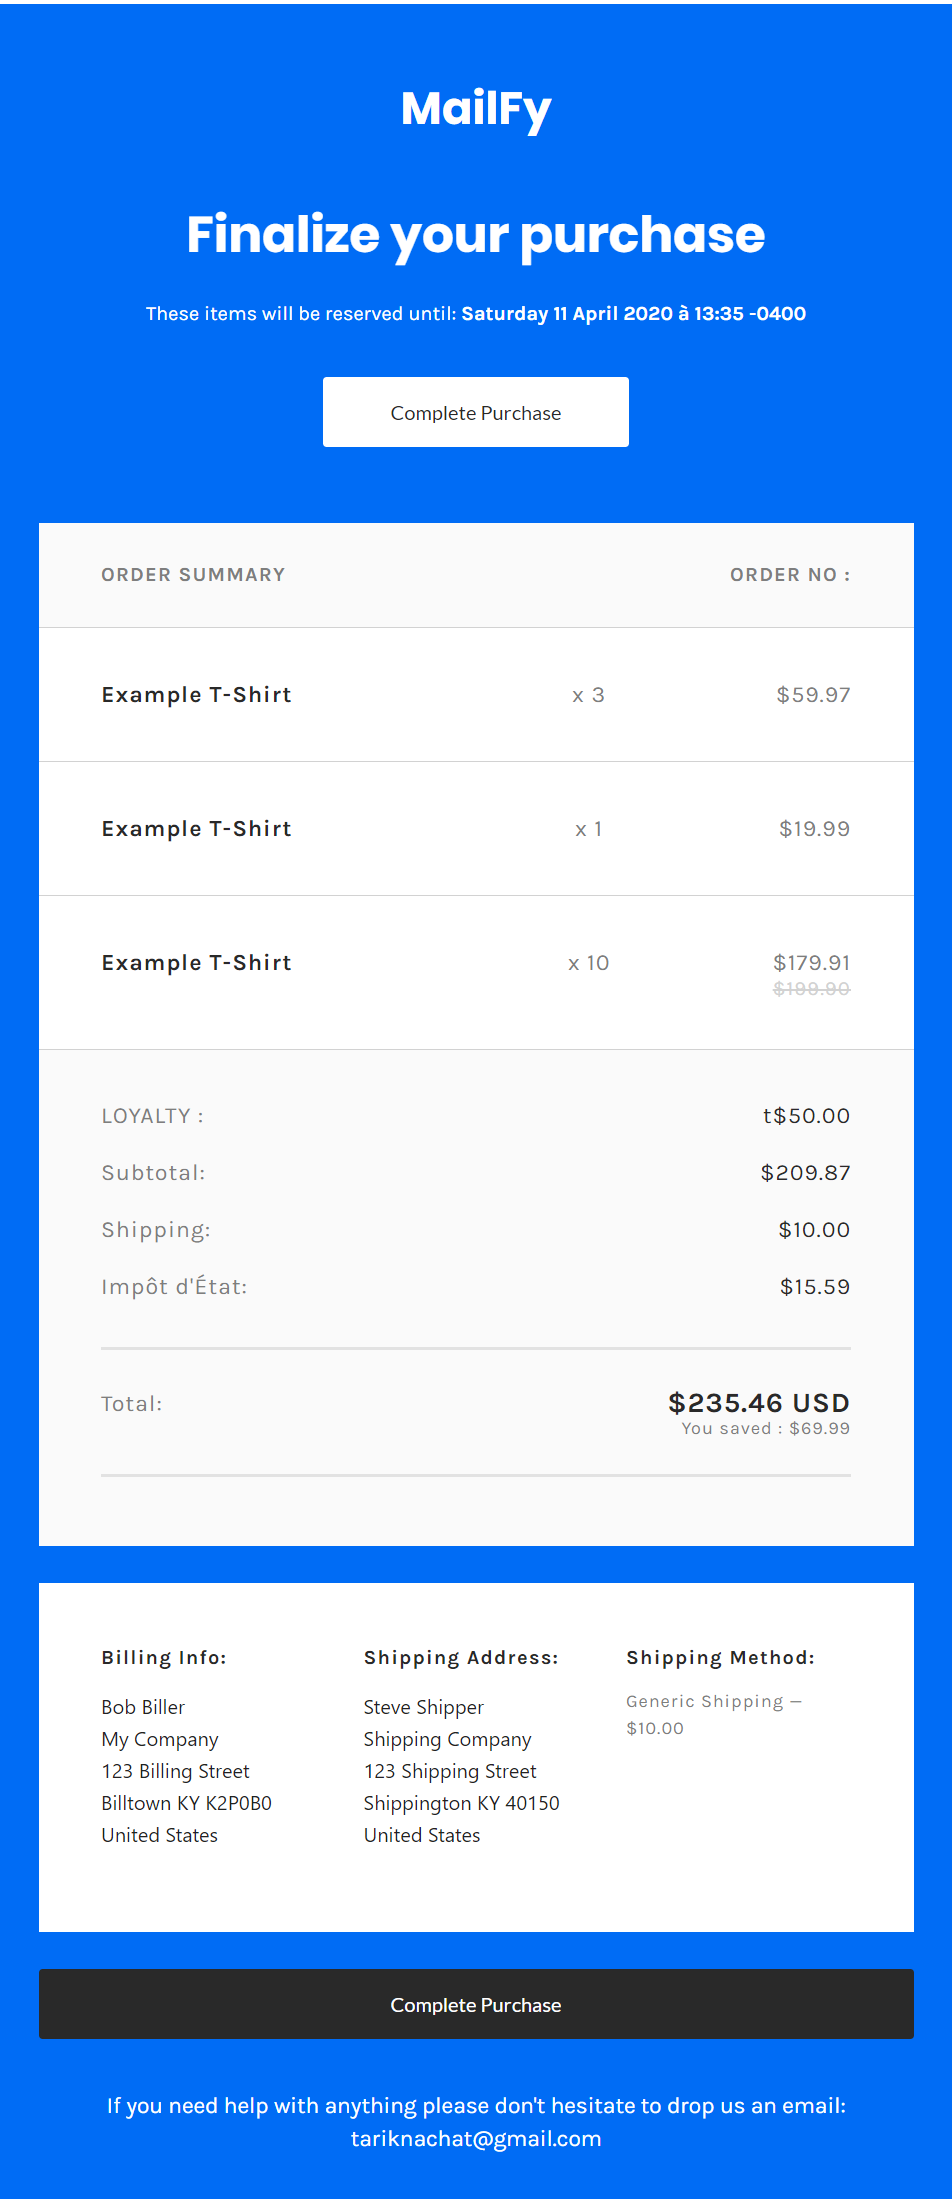 MailFy
Finalize your purchase
These items will be reserved until: Saturday 11 April 2020 à 13:35 -0400
Complete Purchase
ORDER SUMMARY ORDER NO :
Example T-Shirt x 3 $59.97
Example T-Shirt x 1 $19.99
Example T-Shirt x 10 $179.91
$199.90
LOYALTY : t$50.00
Subtotal: $209.87
Shipping: $10.00
Impôt d'État: $15.59
Total: $235.46 USD
You saved : $69.99
Billing Info:
Bob Biller
My Company
123 Billing Street
Billtown KY K2P0B0
United States
Shipping Address:
Steve Shipper
Shipping Company
123 Shipping Street
Shippington KY 40150
United States
Shipping Method:
Generic Shipping —
$10.00
Complete Purchase
If you need help with anything please don't hesitate to drop us an email:
tariknachat@gmail.com